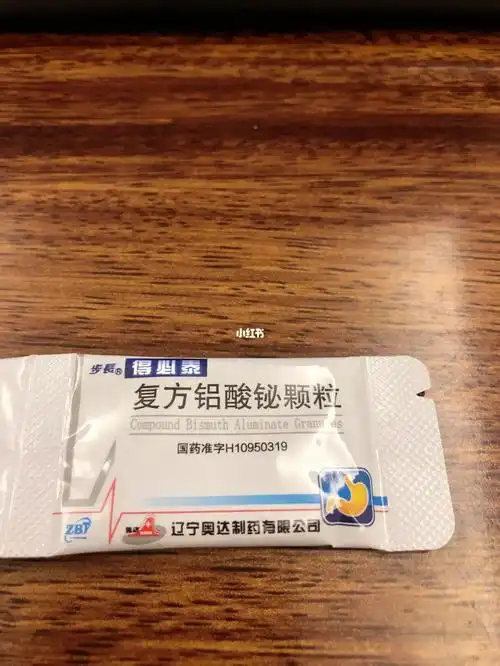 小红书
步長® 得必泰
复方铝酸铋颗粒
Compound Bismuth Aluminate Granules
国药准字H10950319
ZBT
奥达
辽宁奥达制药有限公司